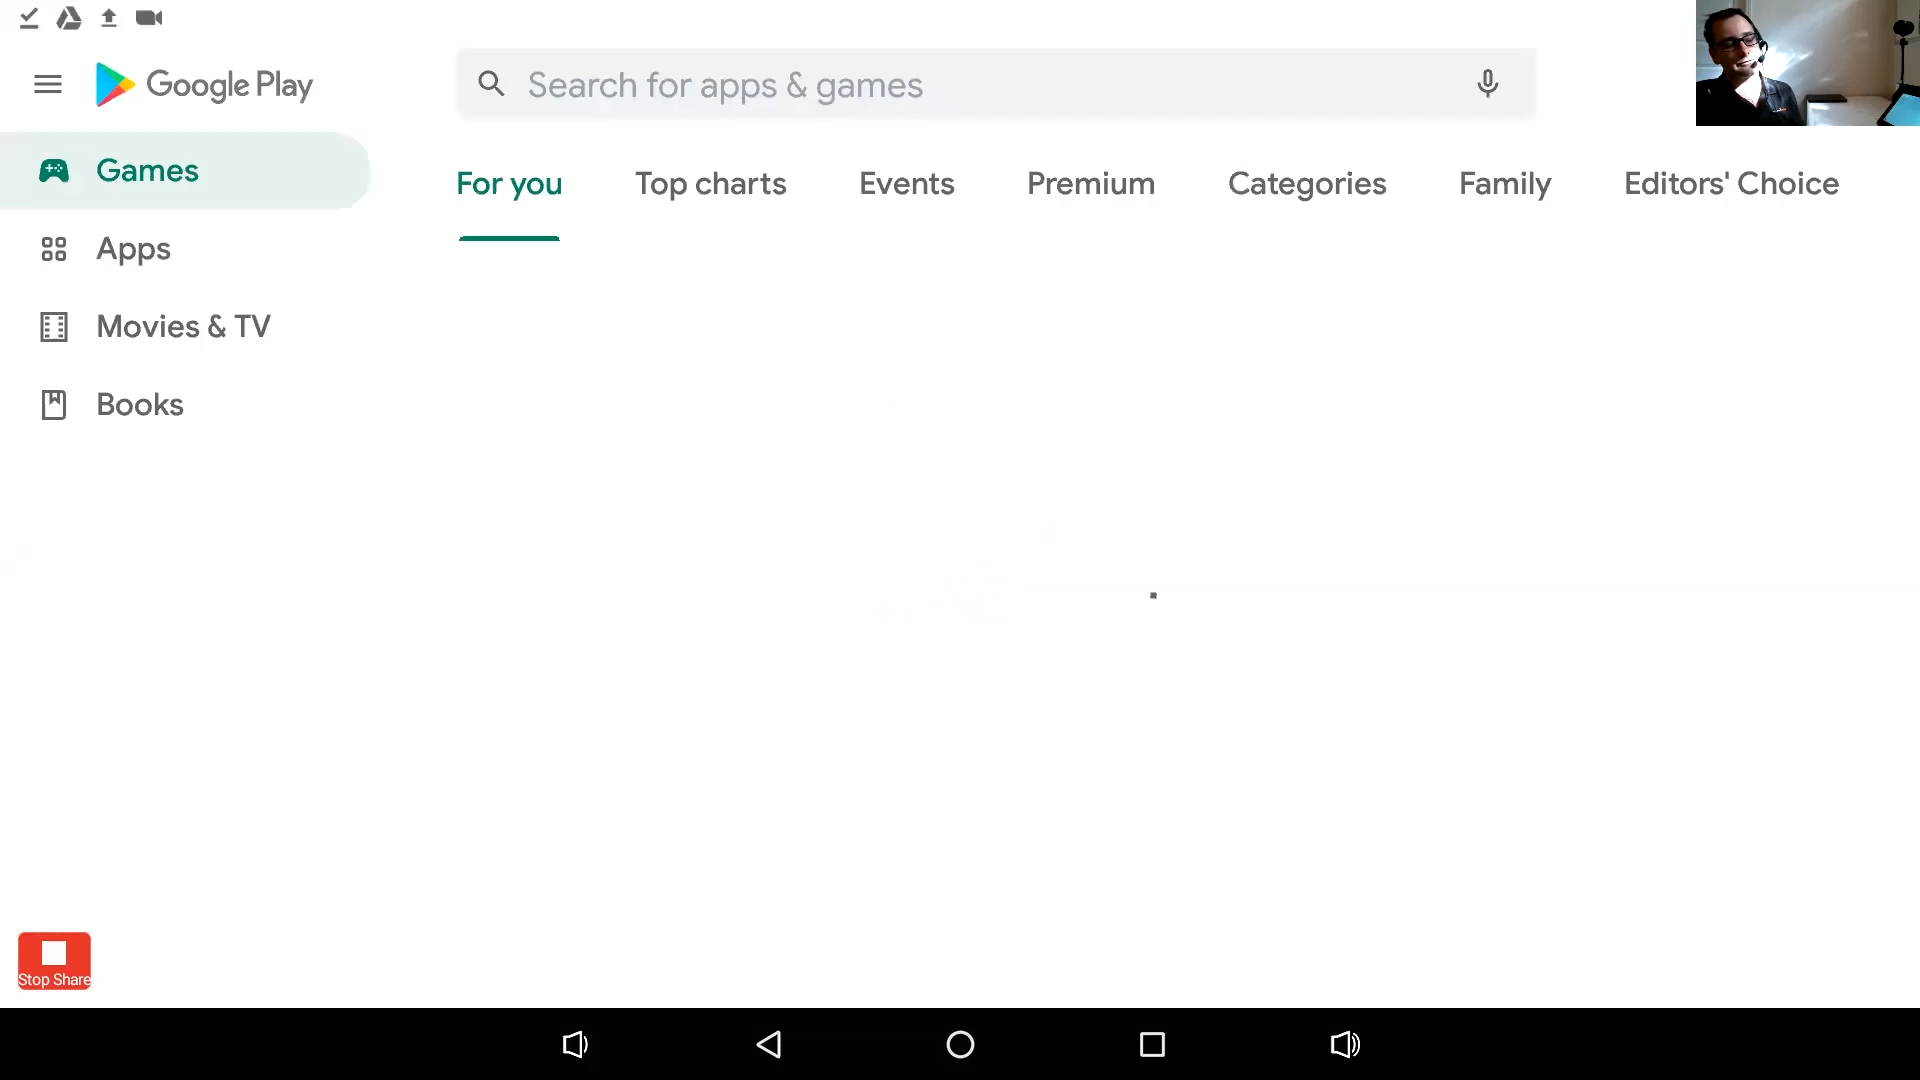 Google Play
Search for apps & games
Games
For you
Top charts
Events
Premium
Categories
Family
Editors' Choice
Apps
Movies & TV
Books
Stop Share